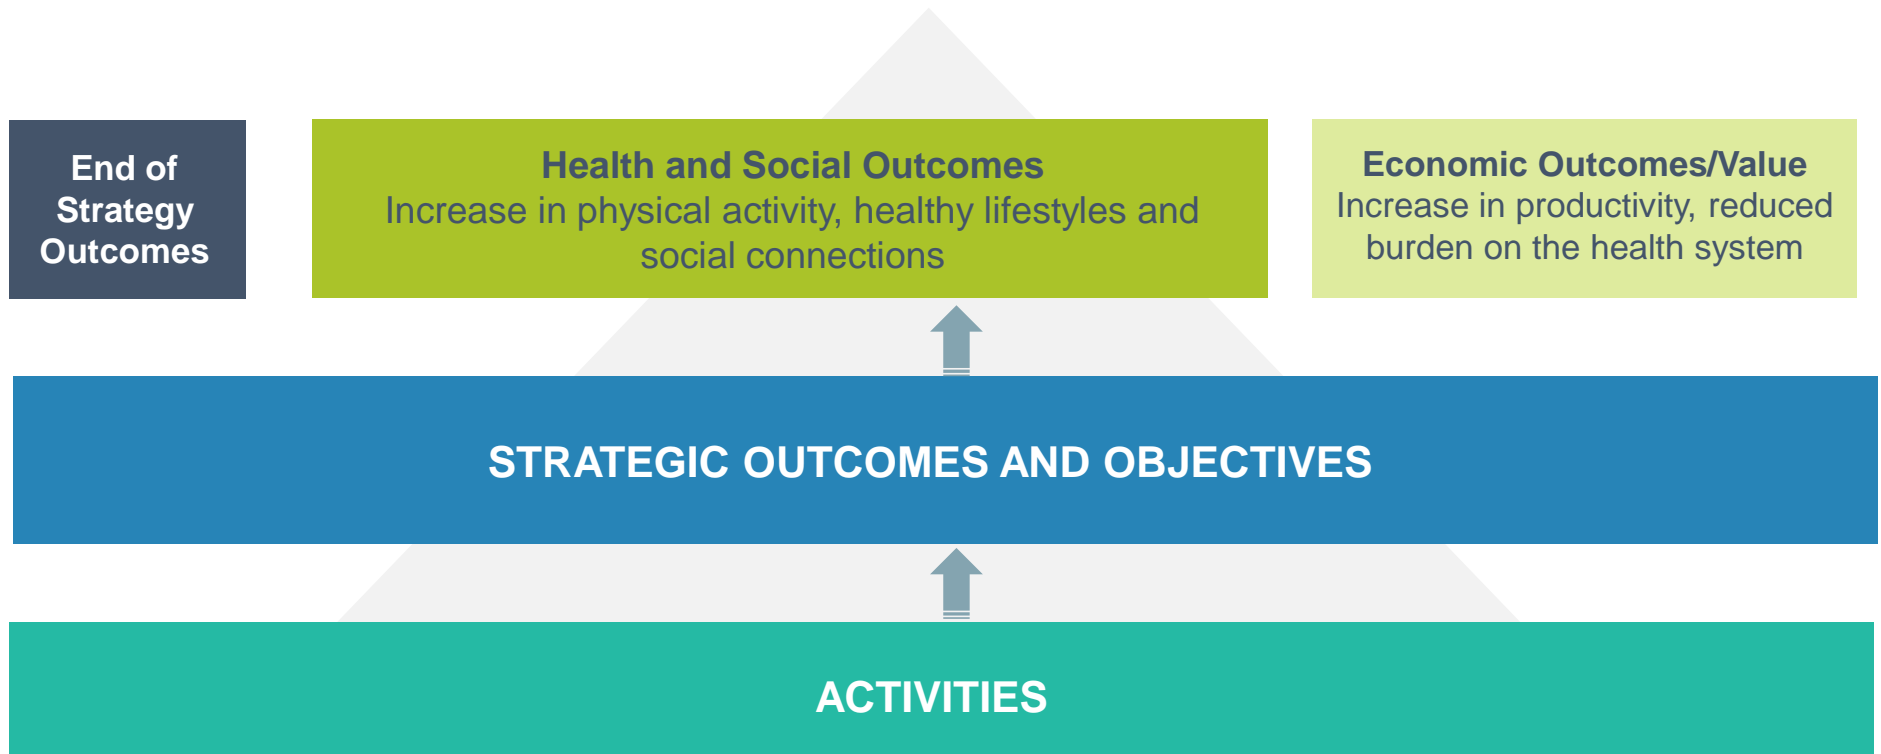 End of
Strategy
Outcomes
Health and Social Outcomes
Increase in physical activity, healthy lifestyles and
social connections
Economic Outcomes/Value
Increase in productivity, reduced
burden on the health system
STRATEGIC OUTCOMES AND OBJECTIVES
ACTIVITIES